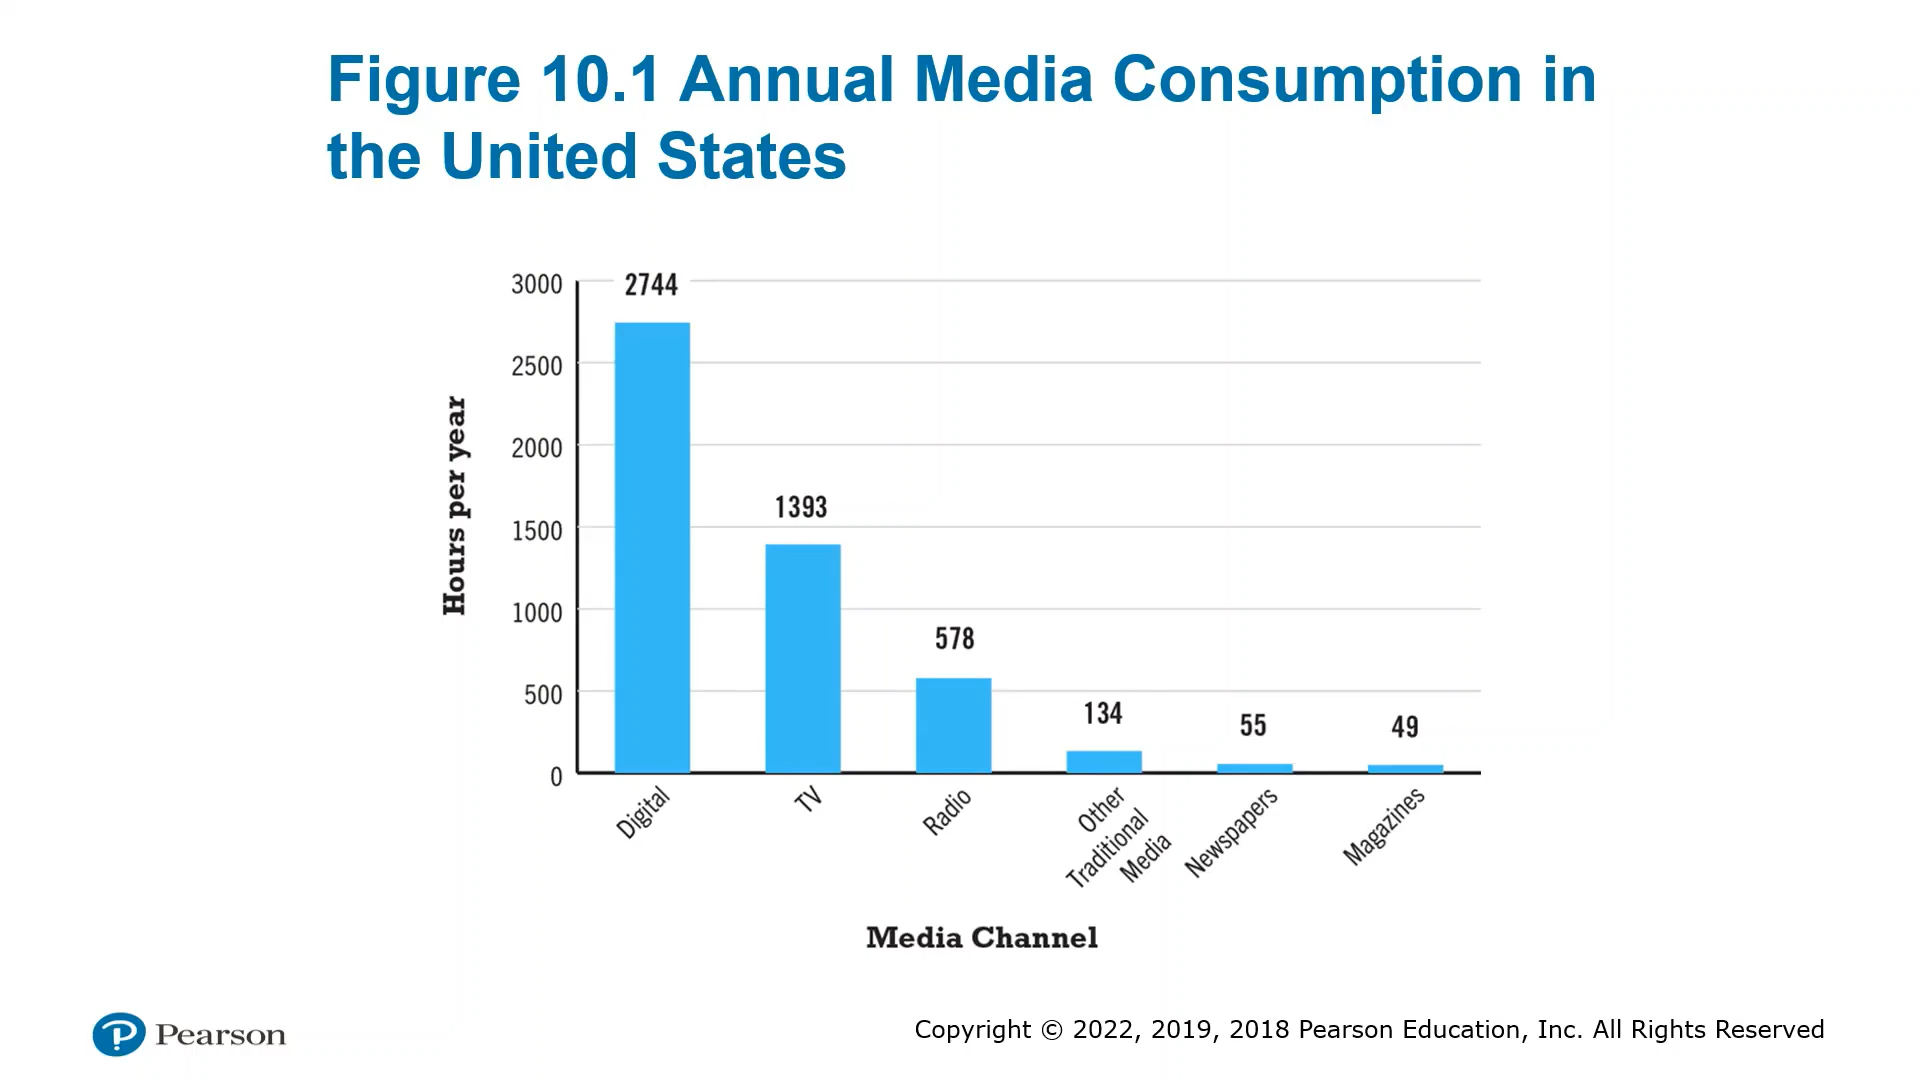 Figure 10.1 Annual Media Consumption in
the United States
3000
2500
2000
1500
1000
500
0
Hours per year
2744
1393
578
134
55
49
Digital
TV
Radio
Other
Traditional
Media
Newspapers
Magazines
Media Channel
Pearson
Copyright © 2022, 2019, 2018 Pearson Education, Inc. All Rights Reserved